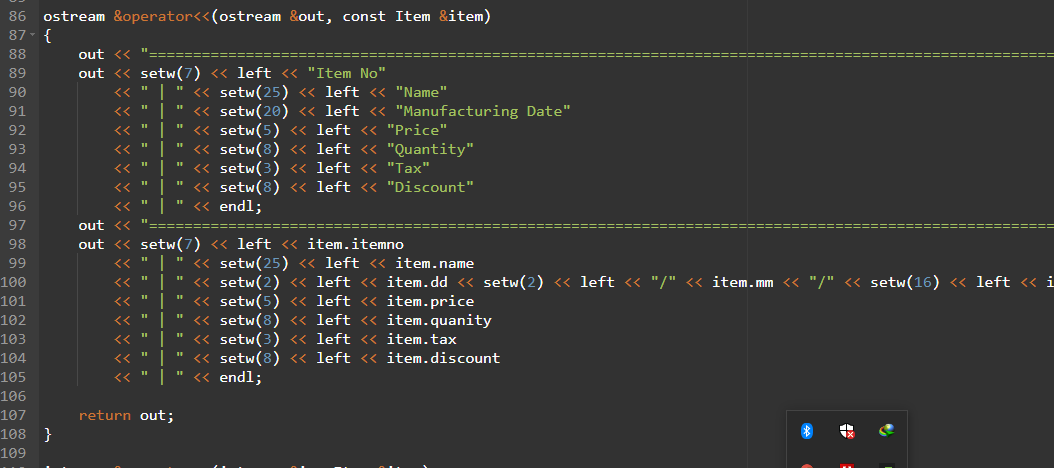 86 ostream &operator<<(ostream &out, const Item &item)
87 {
88     out << "=======================================================================================================
89     out << setw(7) << left << "Item No"
90         << " | " << setw(25) << left << "Name"
91         << " | " << setw(20) << left << "Manufacturing Date"
92         << " | " << setw(5) << left << "Price"
93         << " | " << setw(8) << left << "Quantity"
94         << " | " << setw(3) << left << "Tax"
95         << " | " << setw(8) << left << "Discount"
96         << " | " << endl;
97     out << "=======================================================================================================
98     out << setw(7) << left << item.itemno
99         << " | " << setw(25) << left << item.name
100         << " | " << setw(2) << left << item.dd << setw(2) << left << "/" << item.mm << "/" << setw(16) << left << i
101         << " | " << setw(5) << left << item.price
102         << " | " << setw(8) << left << item.quanity
103         << " | " << setw(3) << left << item.tax
104         << " | " << setw(8) << left << item.discount
105         << " | " << endl;
106
107     return out;
108 }
109